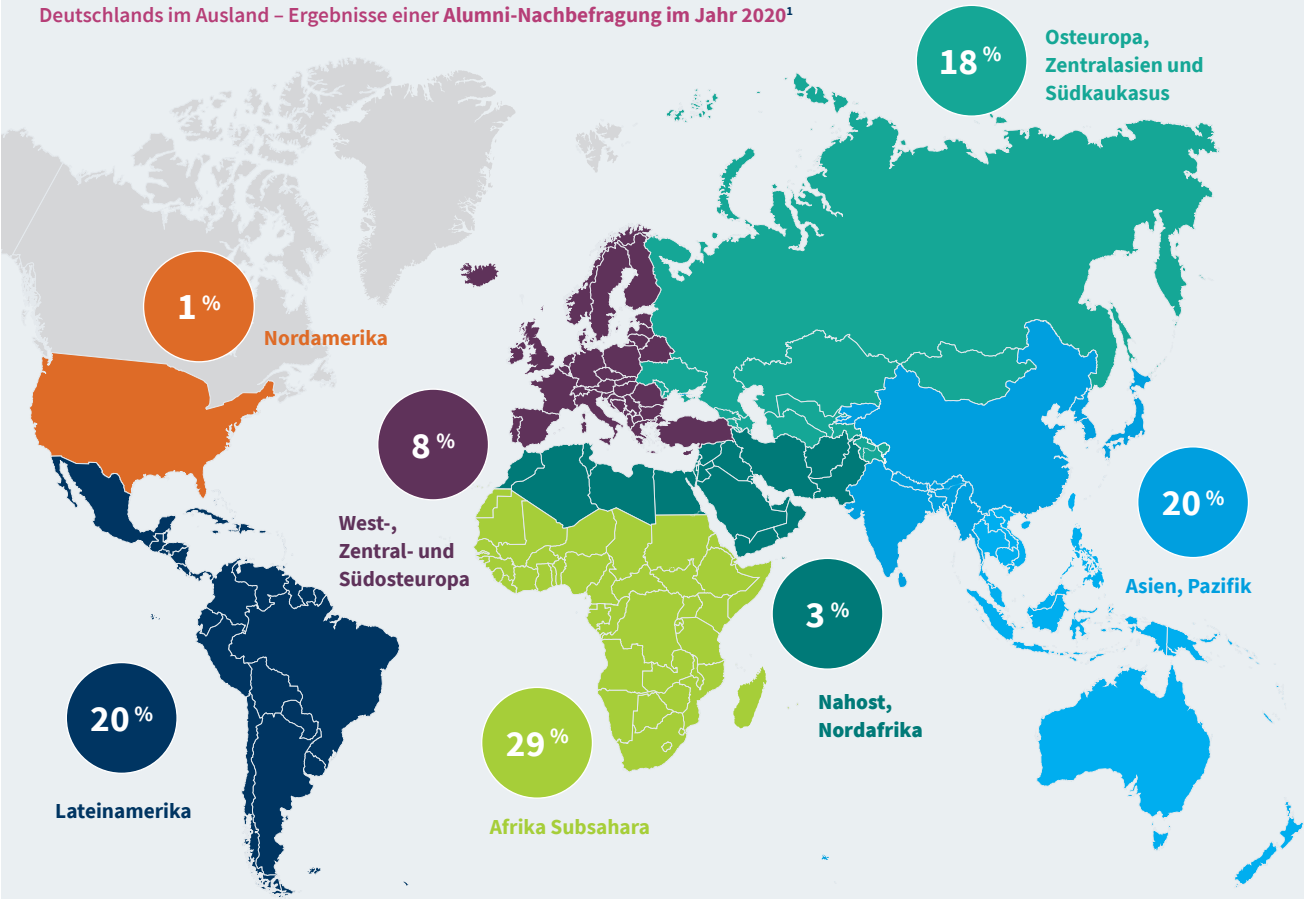 Deutschlands im Ausland – Ergebnisse einer Alumni-Nachbefragung im Jahr 2020¹
18 %
Osteuropa,
Zentralasien und
Südkaukasus
1 %
Nordamerika
8 %
West-,
Zentral- und
Südosteuropa
20 %
Asien, Pazifik
3 %
Nahost,
Nordafrika
20 %
Lateinamerika
29 %
Afrika Subsahara